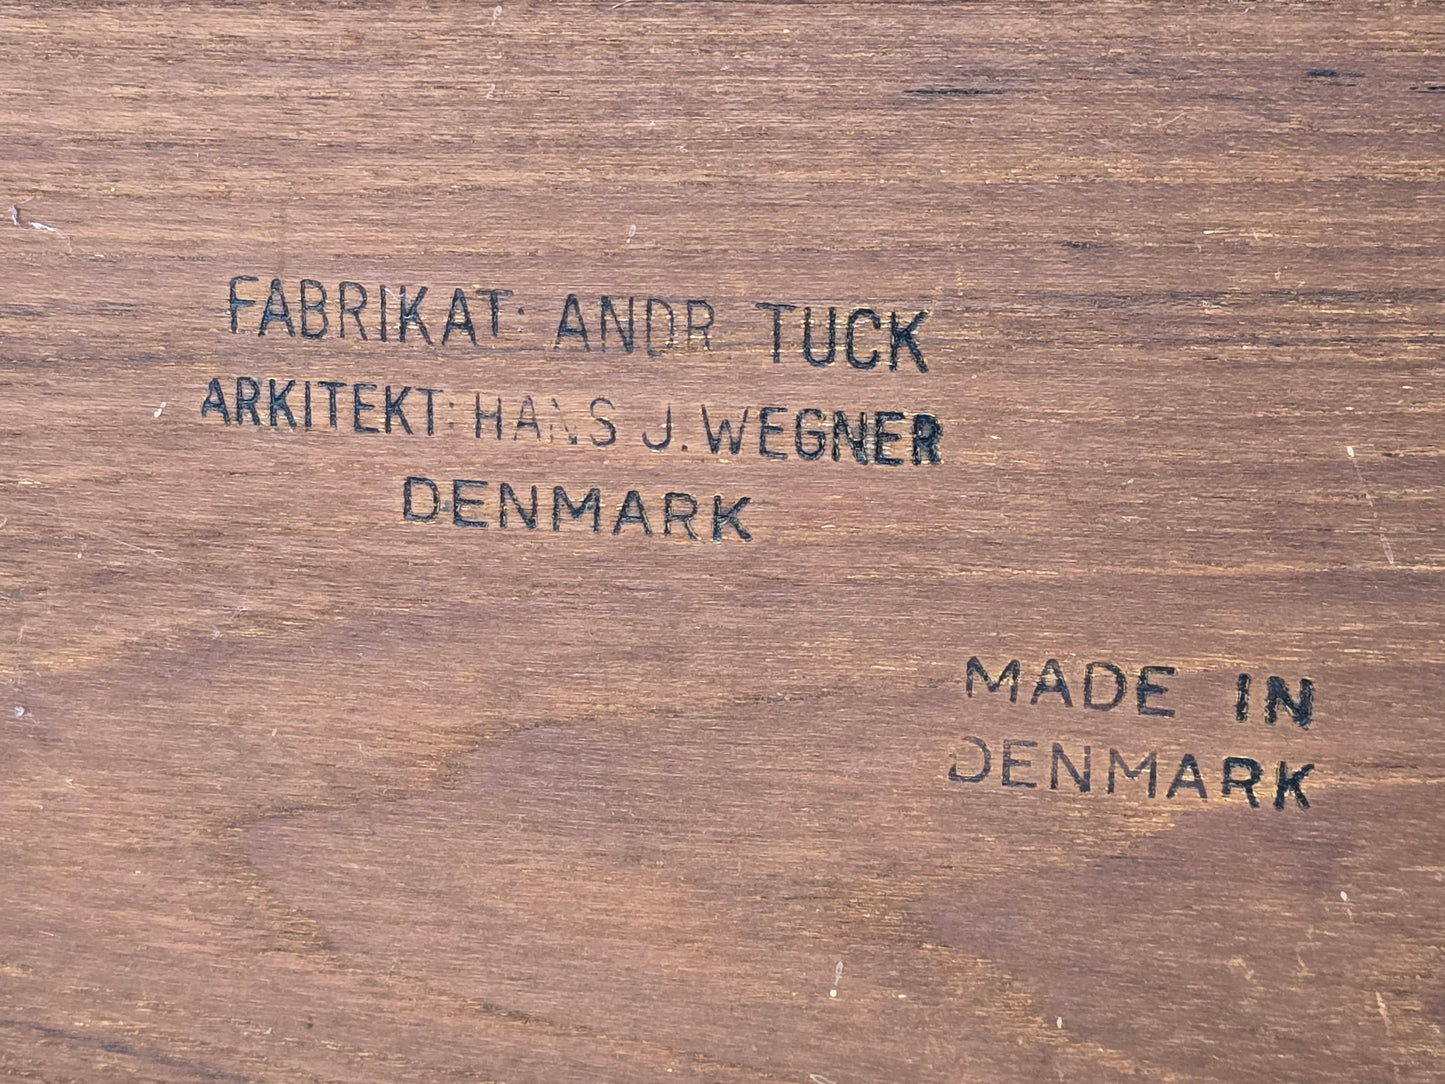 FABRIKAT: ANDR. TUCK
ARKITEKT: HANS J. WEGNER
DENMARK
MADE IN
DENMARK